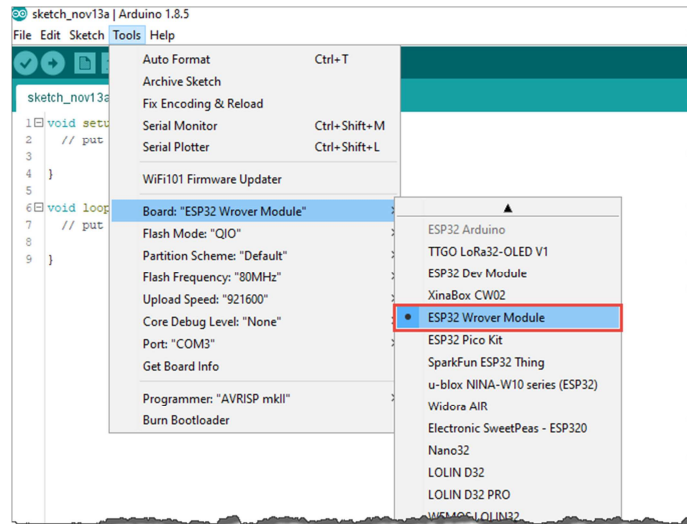 sketch_nov13a | Arduino 1.8.5
File Edit Sketch Tools Help
sketch_nov13a
1 void setu
2 // put
3
4 }
5
6 void loop
7 // put
8
9 }
Auto Format Ctrl+T
Archive Sketch
Fix Encoding & Reload
Serial Monitor Ctrl+Shift+M
Serial Plotter Ctrl+Shift+L
WiFi101 Firmware Updater
Board: "ESP32 Wrover Module"
Flash Mode: "QIO"
Partition Scheme: "Default"
Flash Frequency: "80MHz"
Upload Speed: "921600"
Core Debug Level: "None"
Port: "COM3"
Get Board Info
Programmer: "AVRISP mkII"
Burn Bootloader
ESP32 Arduino
TTGO LoRa32-OLED V1
ESP32 Dev Module
XinaBox CW02
ESP32 Wrover Module
ESP32 Pico Kit
SparkFun ESP32 Thing
u-blox NINA-W10 series (ESP32)
Widora AIR
Electronic SweetPeas - ESP320
Nano32
LOLIN D32
LOLIN D32 PRO
WEMOS LOLIN32